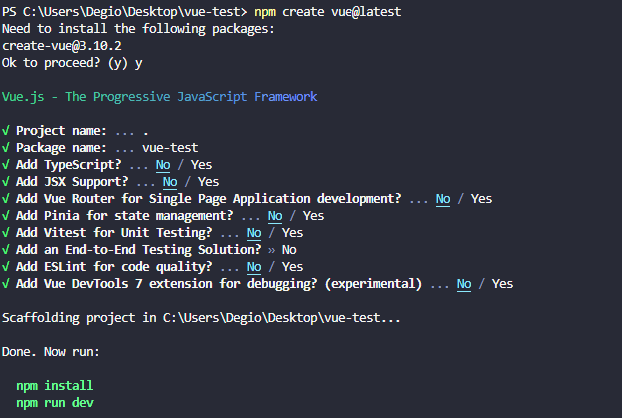 PS C:\Users\Degio\Desktop\vue-test> npm create vue@latest
Need to install the following packages:
create-vue@3.10.2
Ok to proceed? (y) y
Vue.js - The Progressive JavaScript Framework
√ Project name: ... .
√ Package name: ... vue-test
√ Add TypeScript? ... No / Yes
√ Add JSX Support? ... No / Yes
√ Add Vue Router for Single Page Application development? ... No / Yes
√ Add Pinia for state management? ... No / Yes
√ Add Vitest for Unit Testing? ... No / Yes
√ Add an End-to-End Testing Solution? » No
√ Add ESLint for code quality? ... No / Yes
√ Add Vue DevTools 7 extension for debugging? (experimental) ... No / Yes
Scaffolding project in C:\Users\Degio\Desktop\vue-test...
Done. Now run:
npm install
npm run dev